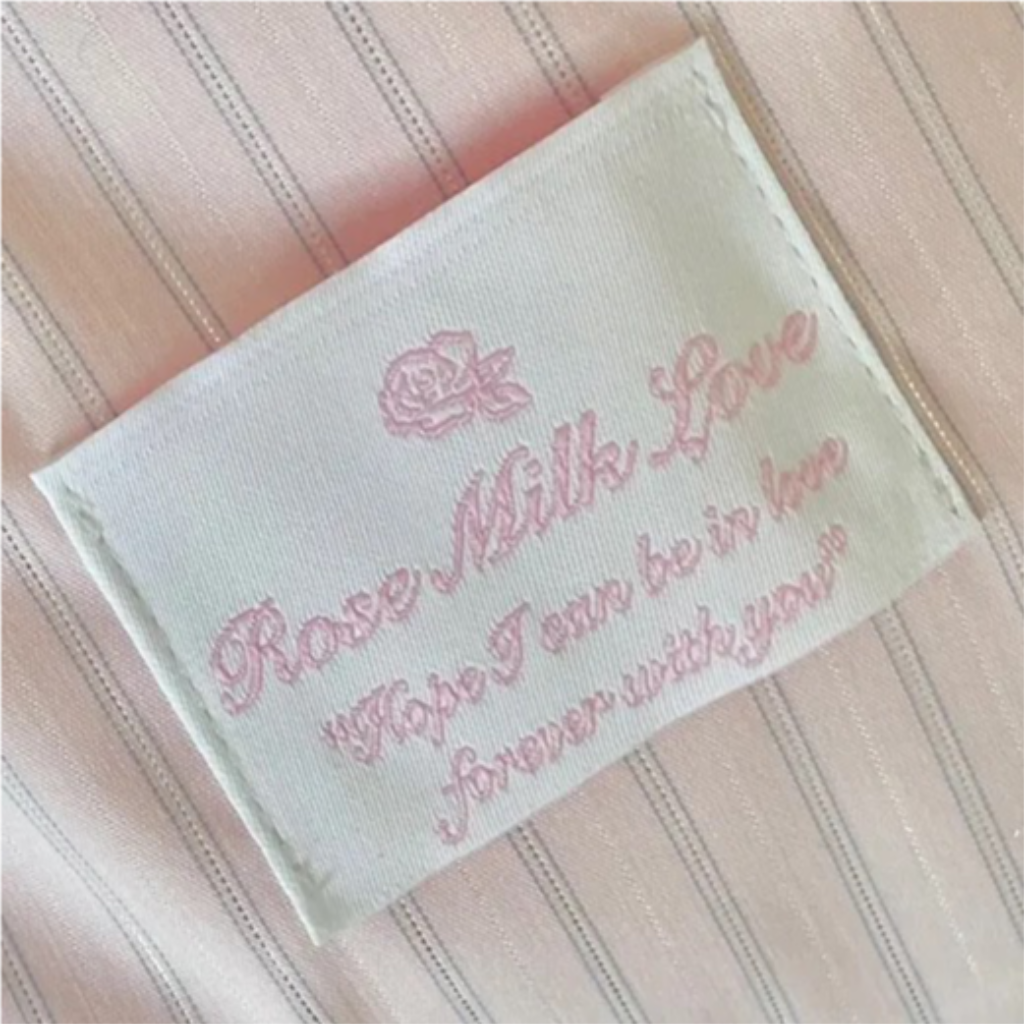 Rose Milk Love
"Hope I can be in love
forever with you"